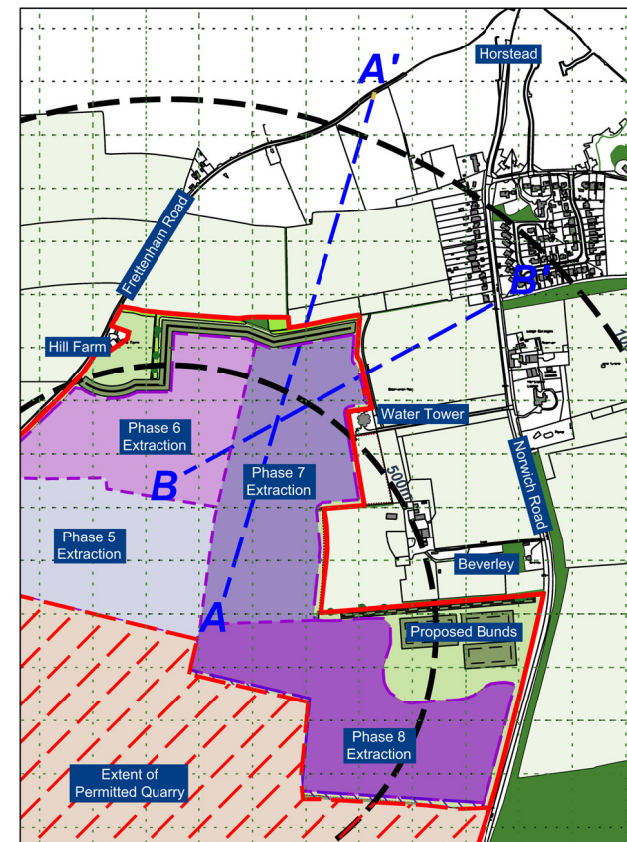 Horstead
A'
Frettenham Road
B'
Hill Farm
Water Tower
Phase 6
Extraction
B
Phase 7
Extraction
500m
Norwich Road
Phase 5
Extraction
Beverley
A
Proposed Bunds
Phase 8
Extraction
Extent of
Permitted Quarry